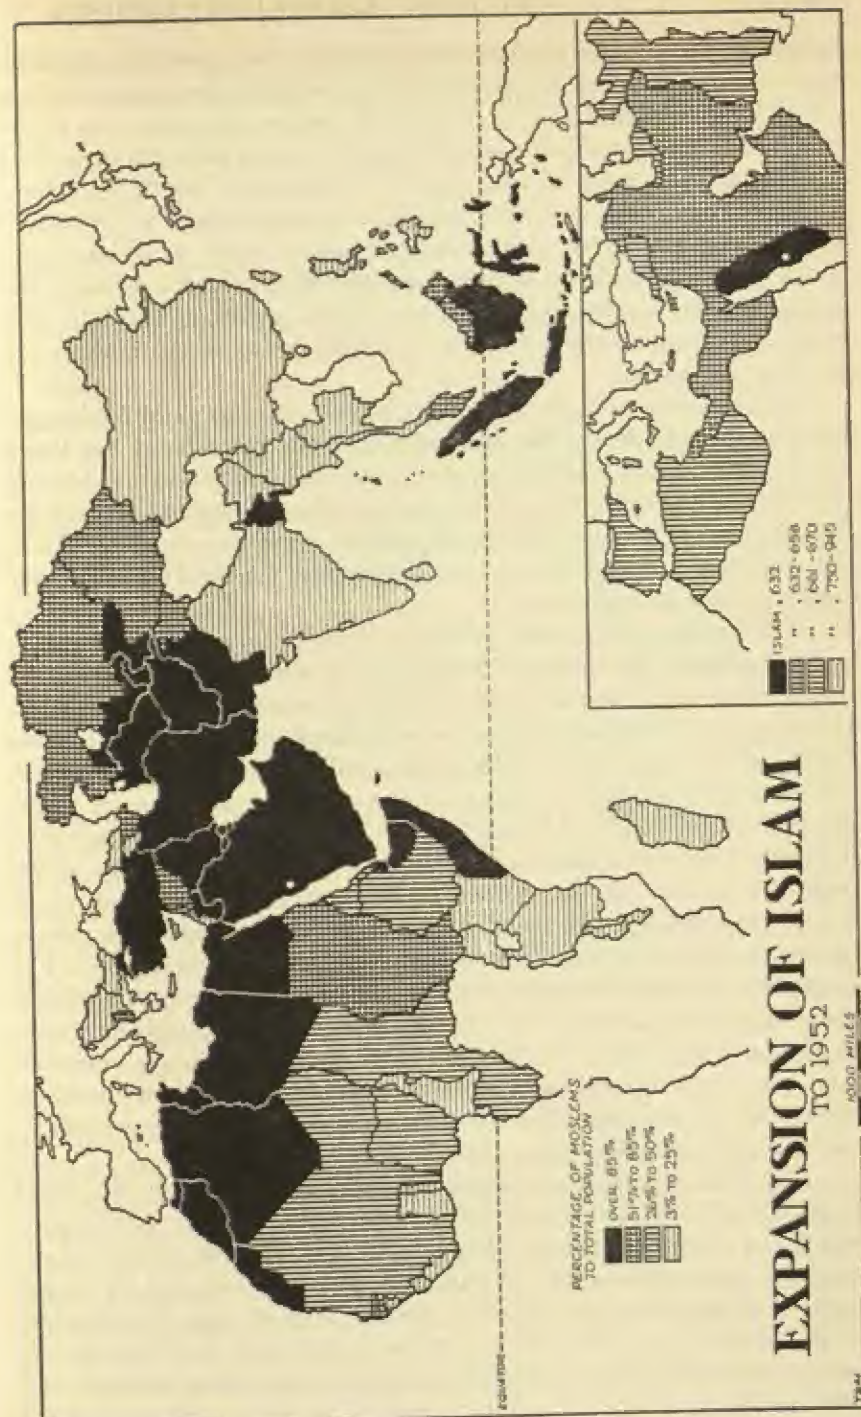 EXPANSION OF ISLAM
TO 1952
1000 MILES
PERCENTAGE OF MOSLEMS
TO TOTAL POPULATION
OVER 85%
51% TO 85%
26% TO 50%
3% TO 25%
EQUATOR
ISLAM, 632
", 632-656
", 661-670
", 750-945